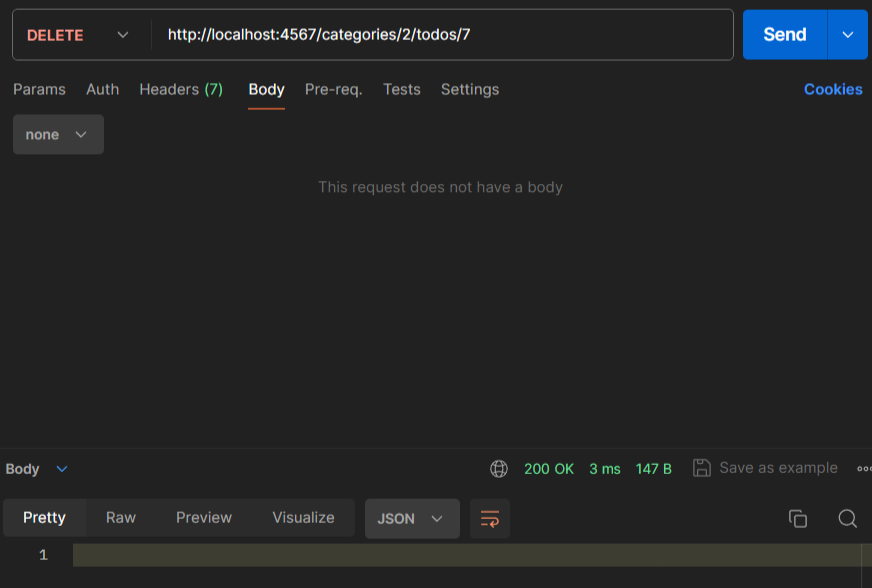 DELETE http://localhost:4567/categories/2/todos/7 Send
Params Auth Headers (7) Body Pre-req. Tests Settings Cookies
none
This request does not have a body
Body 200 OK 3 ms 147 B Save as example
Pretty Raw Preview Visualize JSON
1